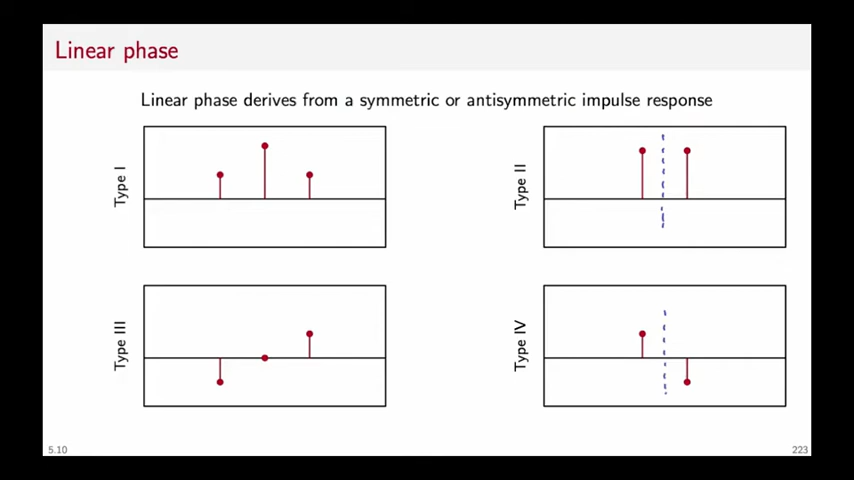 Linear phase
Linear phase derives from a symmetric or antisymmetric impulse response
Type I
Type II
Type III
Type IV
5.10
223